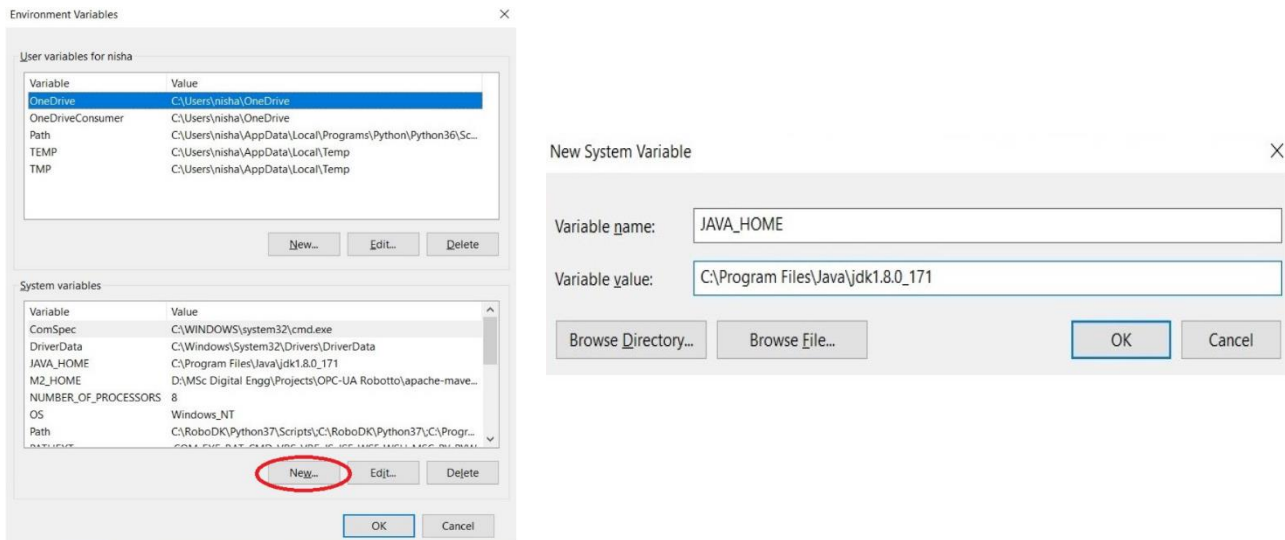 Environment Variables
User variables for nisha
Variable Value
OneDrive C:\Users\nisha\OneDrive
OneDriveConsumer C:\Users\nisha\OneDrive
Path C:\Users\nisha\AppData\Local\Programs\Python\Python36\Sc...
TEMP C:\Users\nisha\AppData\Local\Temp
TMP C:\Users\nisha\AppData\Local\Temp
New... Edit... Delete
System variables
Variable Value
ComSpec C:\WINDOWS\system32\cmd.exe
DriverData C:\Windows\System32\Drivers\DriverData
JAVA_HOME C:\Program Files\Java\jdk1.8.0_171
M2_HOME D:\MSc Digital Engg\Projects\OPC-UA Robotto\apache-mave...
NUMBER_OF_PROCESSORS 8
OS Windows_NT
Path C:\RoboDK\Python37\Scripts\;C:\RoboDK\Python37\;C:\Progr...
New... Edit... Delete
OK Cancel
New System Variable
Variable name: JAVA_HOME
Variable value: C:\Program Files\Java\jdk1.8.0_171
Browse Directory... Browse File... OK Cancel